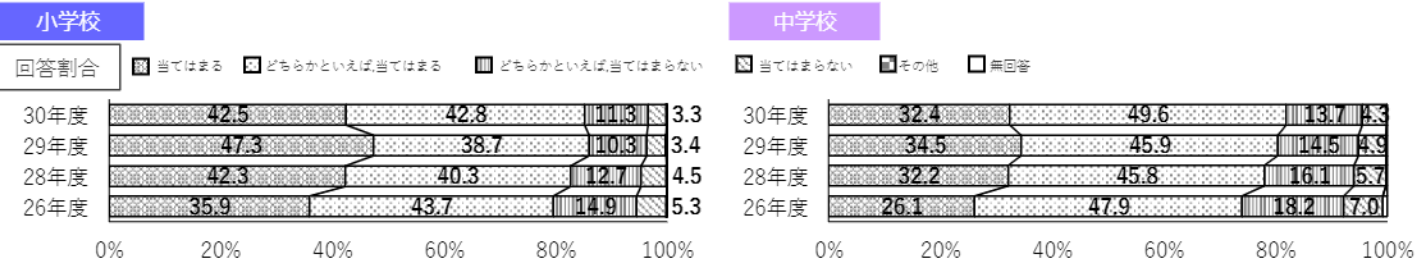 小学校
中学校
回答割合
当てはまる どちらかといえば,当てはまる どちらかといえば,当てはまらない 当てはまらない その他 無回答
30年度 42.5 42.8 11.3 3.3
29年度 47.3 38.7 10.3 3.4
28年度 42.3 40.3 12.7 4.5
26年度 35.9 43.7 14.9 5.3
0% 20% 40% 60% 80% 100%
30年度 32.4 49.6 13.7 4.3
29年度 34.5 45.9 14.5 4.9
28年度 32.2 45.8 16.1 5.7
26年度 26.1 47.9 18.2 7.0
0% 20% 40% 60% 80% 100%